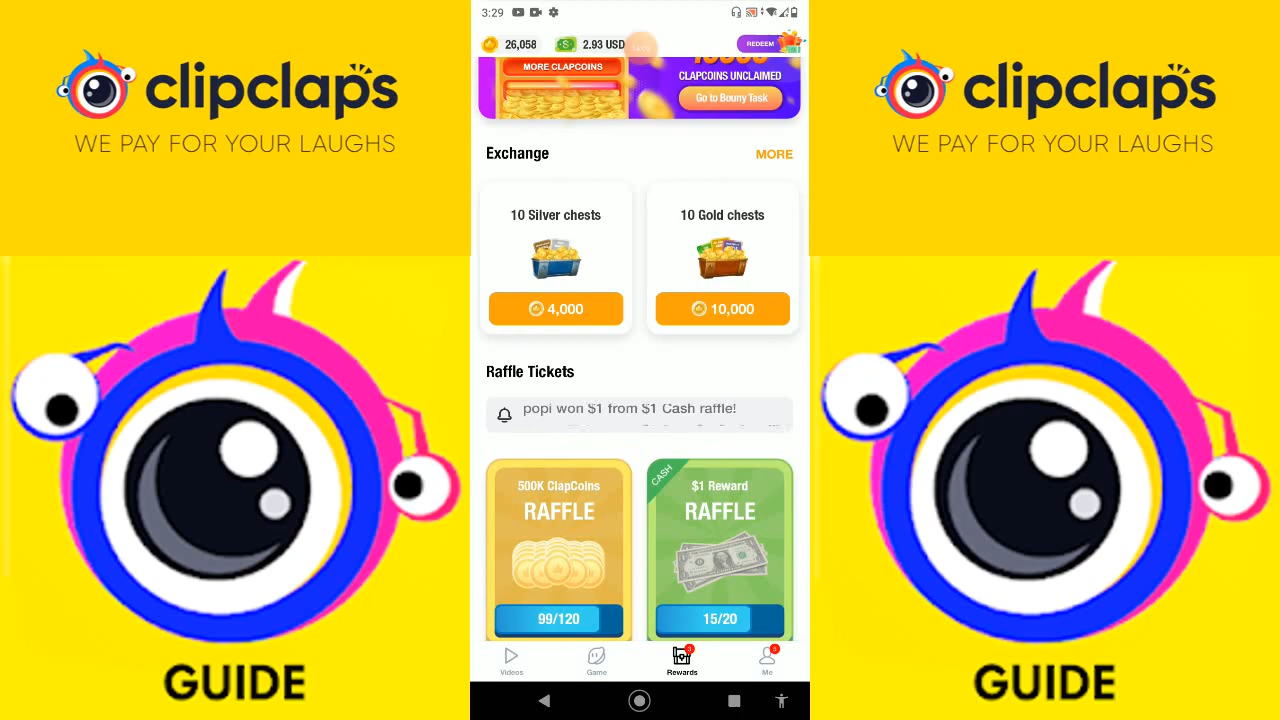 clipclaps
WE PAY FOR YOUR LAUGHS
GUIDE
3:29
26,058
2.93 USD
REDEEM
MORE CLAPCOINS
CLAPCOINS UNCLAIMED
Go to Bouny Task
Exchange
MORE
10 Silver chests
10 Gold chests
4,000
10,000
Raffle Tickets
popi won $1 from $1 Cash raffle!
500K ClapCoins
RAFFLE
99/120
CASH
$1 Reward
RAFFLE
15/20
Videos
Game
3
Rewards
3
Me
clipclaps
WE PAY FOR YOUR LAUGHS
GUIDE